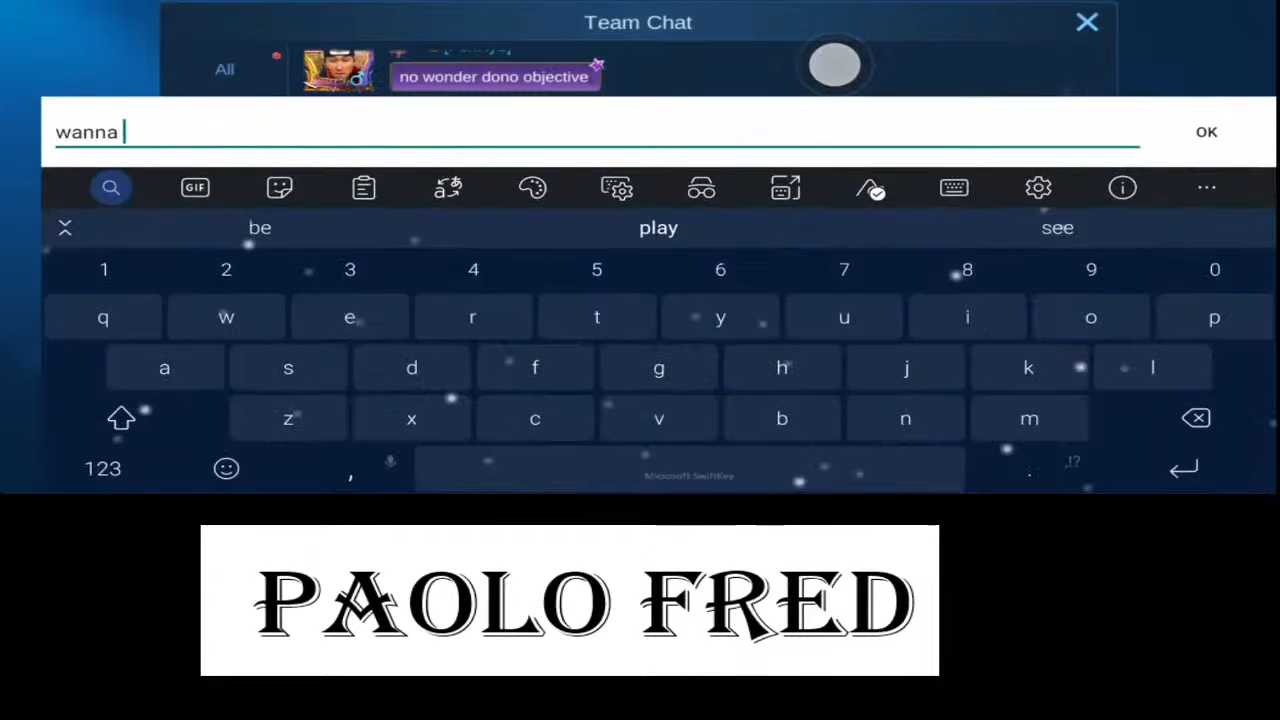 Team Chat
All
no wonder dono objective
wanna
OK
GIF
be play see
1 2 3 4 5 6 7 8 9 0
q w e r t y u i o p
a s d f g h j k l
z x c v b n m
123 , Microsoft SwiftKey . ,!?
PAOLO FRED